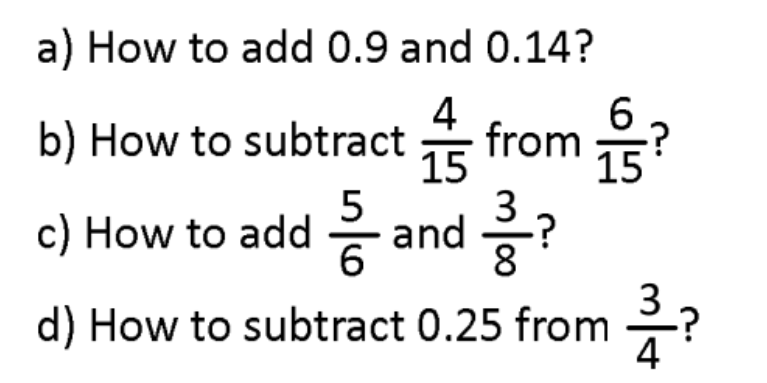 a) How to add 0.9 and 0.14?
b) How to subtract 4/15 from 6/15?
c) How to add 5/6 and 3/8?
d) How to subtract 0.25 from 3/4?